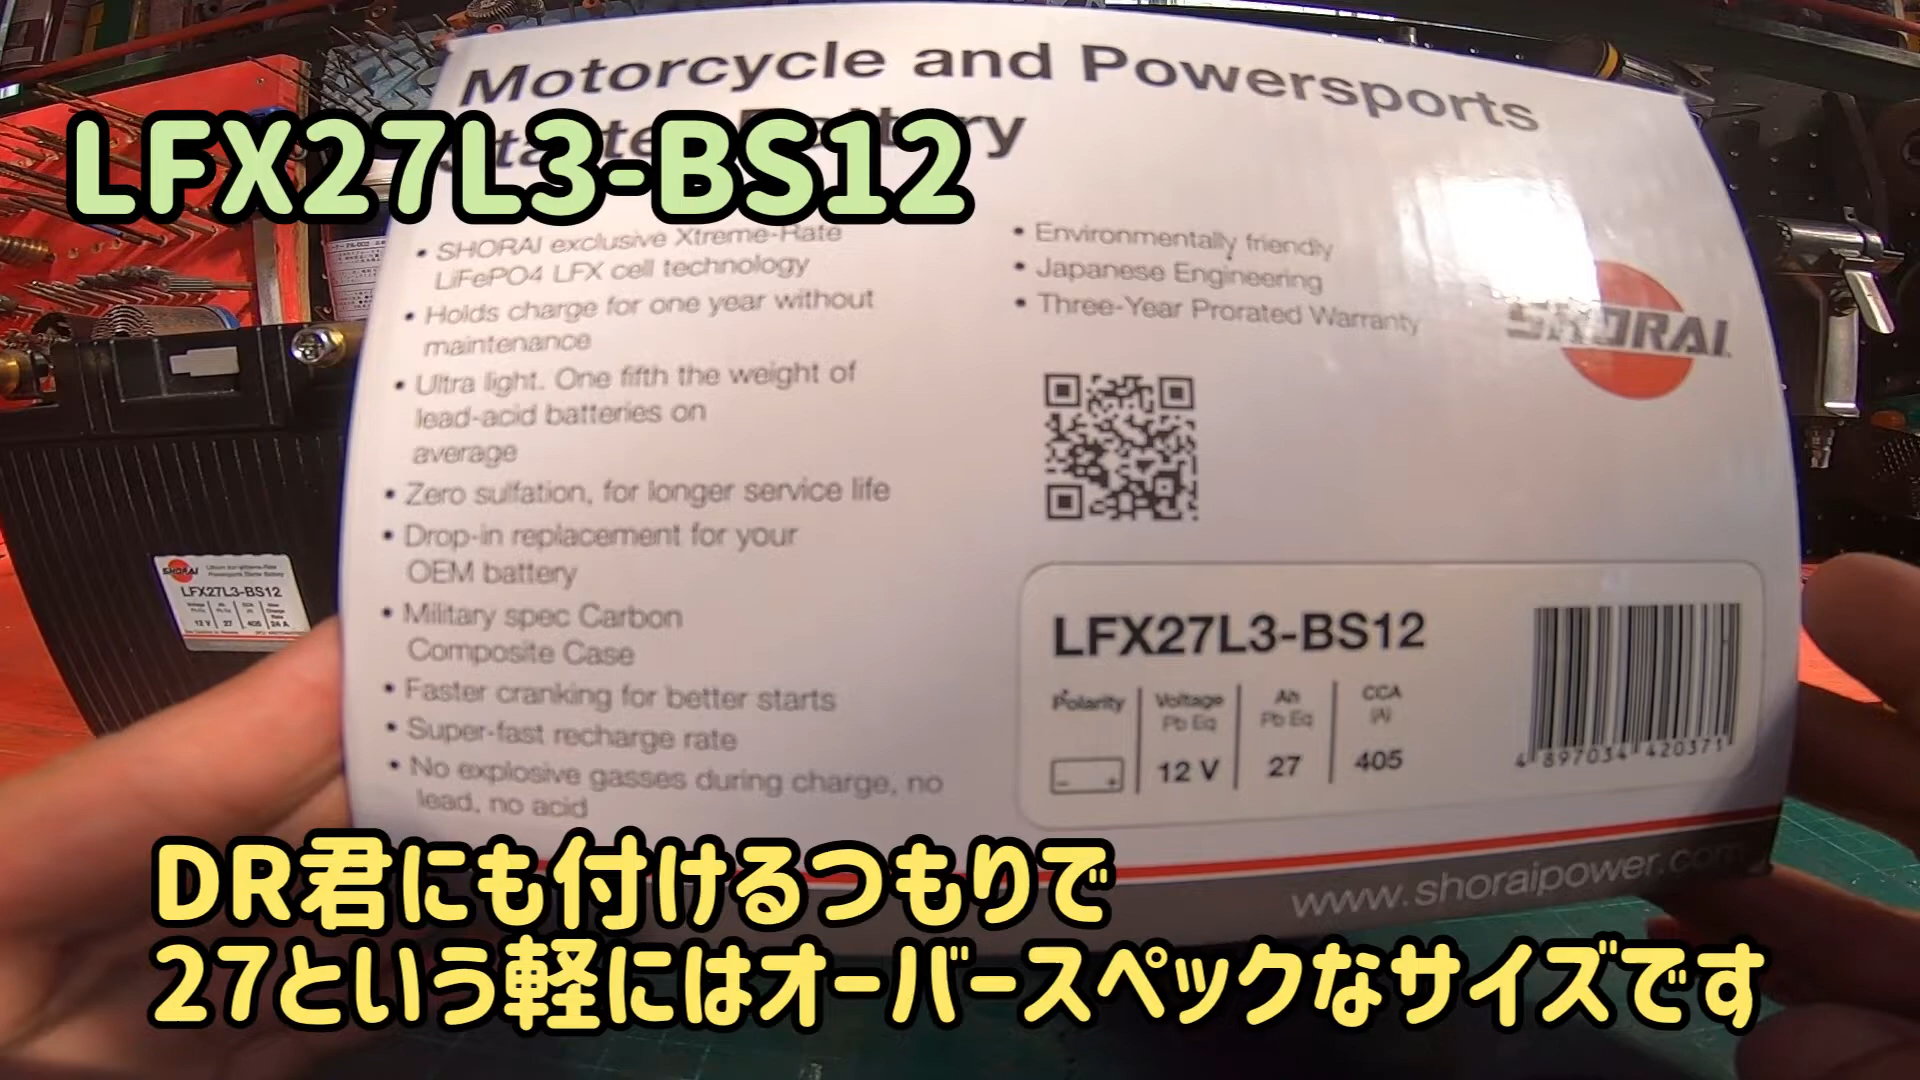 Motorcycle and Powersports
LFX27L3-BS12
• SHORAI exclusive Xtreme-Rate
LiFePO4 LFX cell technology
• Holds charge for one year without
maintenance
• Ultra light. One fifth the weight of
lead-acid batteries on
average
• Zero sulfation, for longer service life
• Drop-in replacement for your
OEM battery
• Military spec Carbon
Composite Case
• Faster cranking for better starts
• Super-fast recharge rate
• No explosive gasses during charge, no
lead, no acid
• Environmentally friendly
• Japanese Engineering
• Three-Year Prorated Warranty
SHORAI
LFX27L3-BS12
Polarity Voltage Ah CCA
Pb Eq Pb Eq (A)
- + 12 V 27 405
4 897034 420371
www.shoraipower.com
SHORAI
LFX27L3-BS12
12 V 27 405 24 A
DR君にも付けるつもりで
27という軽にはオーバースペックなサイズです